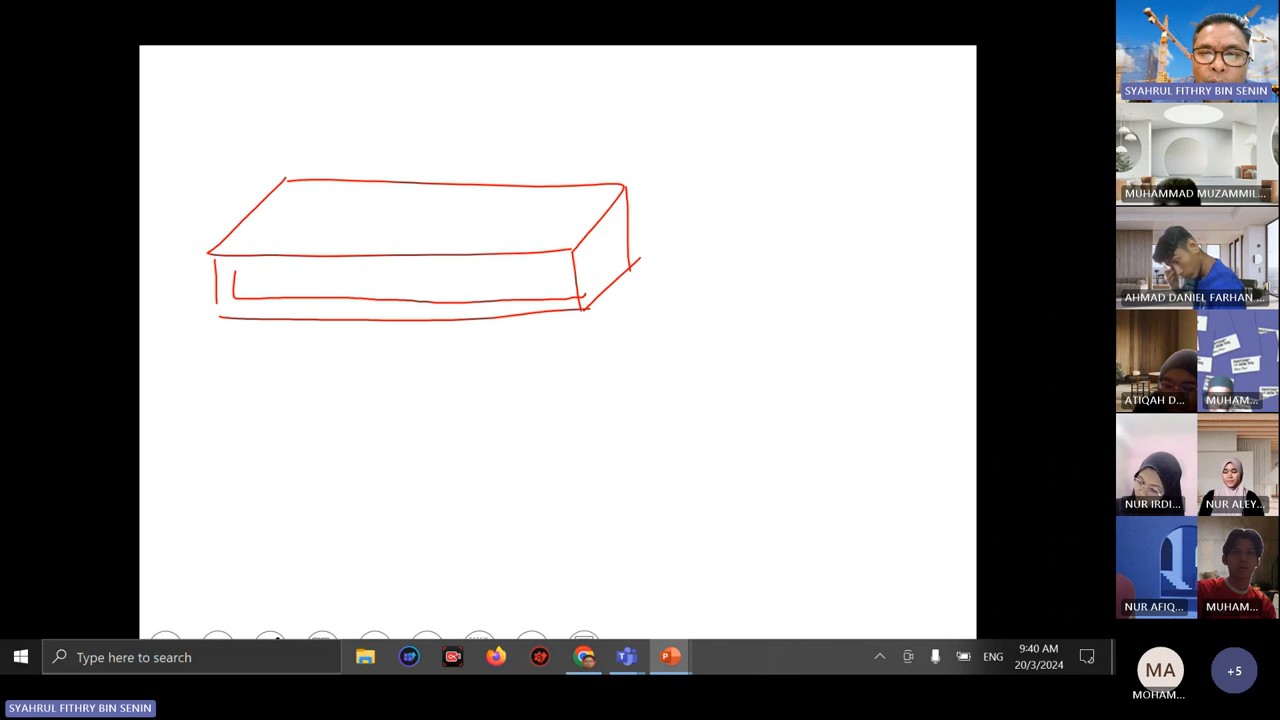 SYAHRUL FITHRY BIN SENIN
MUHAMMAD MUZAMMIL...
AHMAD DANIEL FARHAN ...
ATIQAH D...
MUHAM...
NUR IRDI...
NUR ALEY...
NUR AFIQ...
MUHAM...
MA
MOHAM...
+5
Type here to search
ENG
9:40 AM
20/3/2024
SYAHRUL FITHRY BIN SENIN